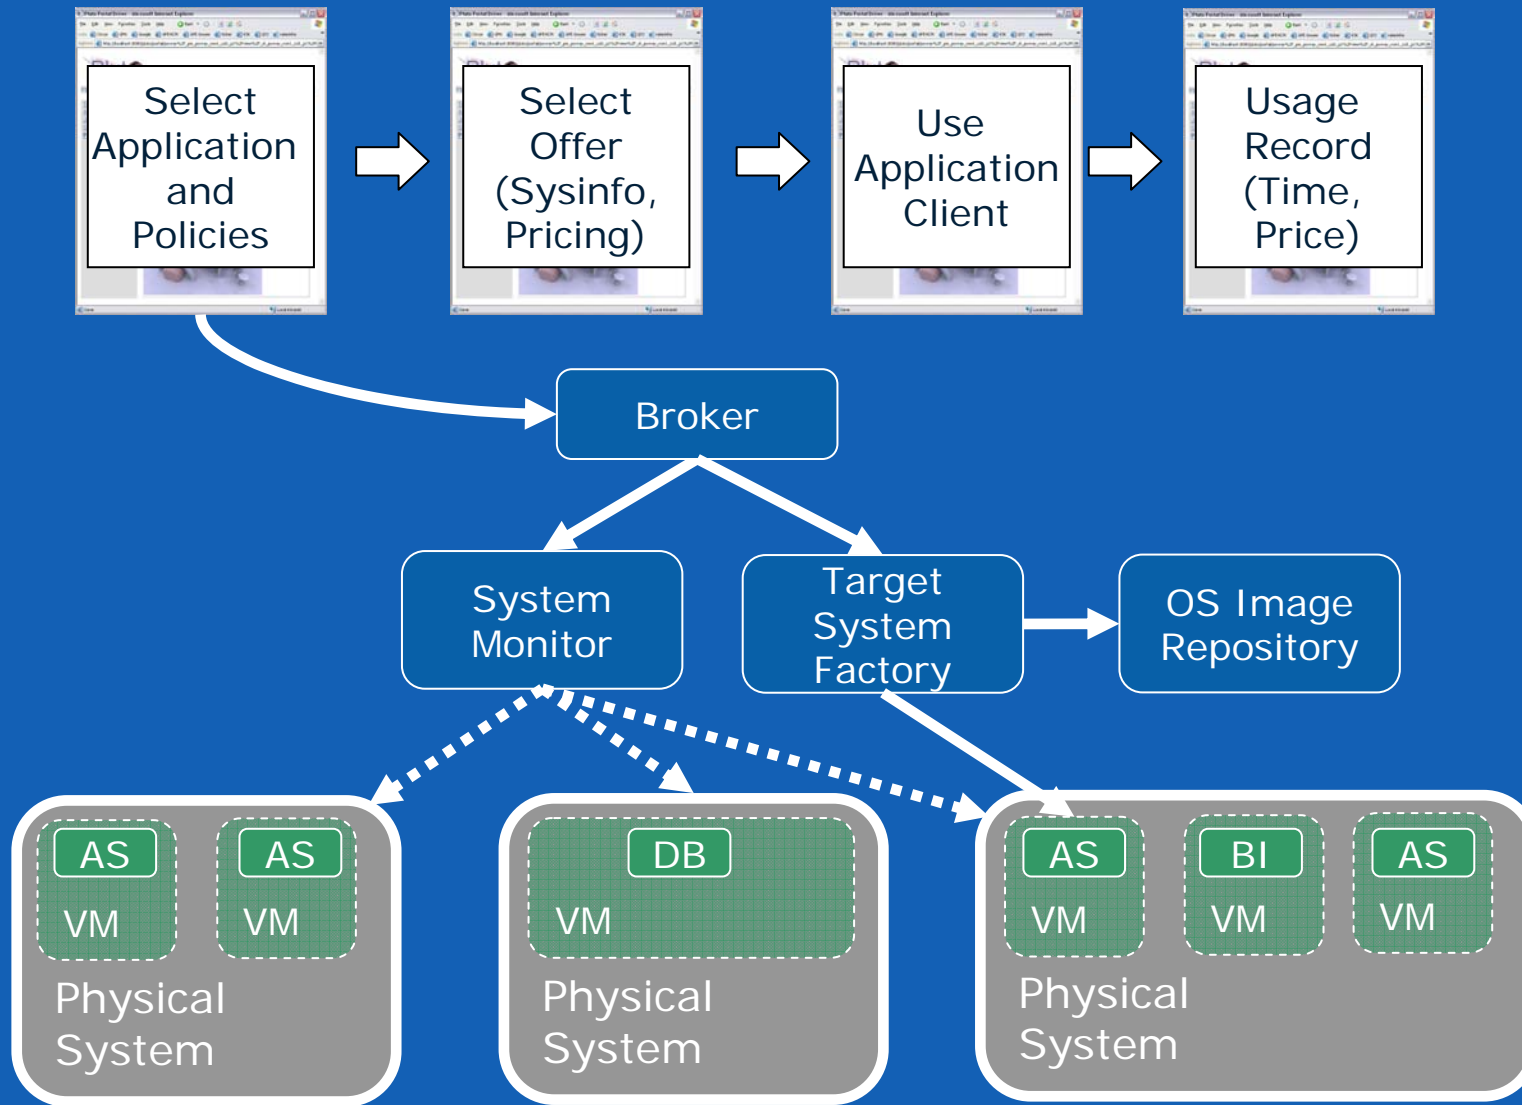 Select
Application
and
Policies
Select
Offer
(Sysinfo,
Pricing)
Use
Application
Client
Usage
Record
(Time,
Price)
Broker
System
Monitor
Target
System
Factory
OS Image
Repository
AS
VM
AS
VM
Physical
System
DB
VM
Physical
System
AS
VM
BI
VM
AS
VM
Physical
System